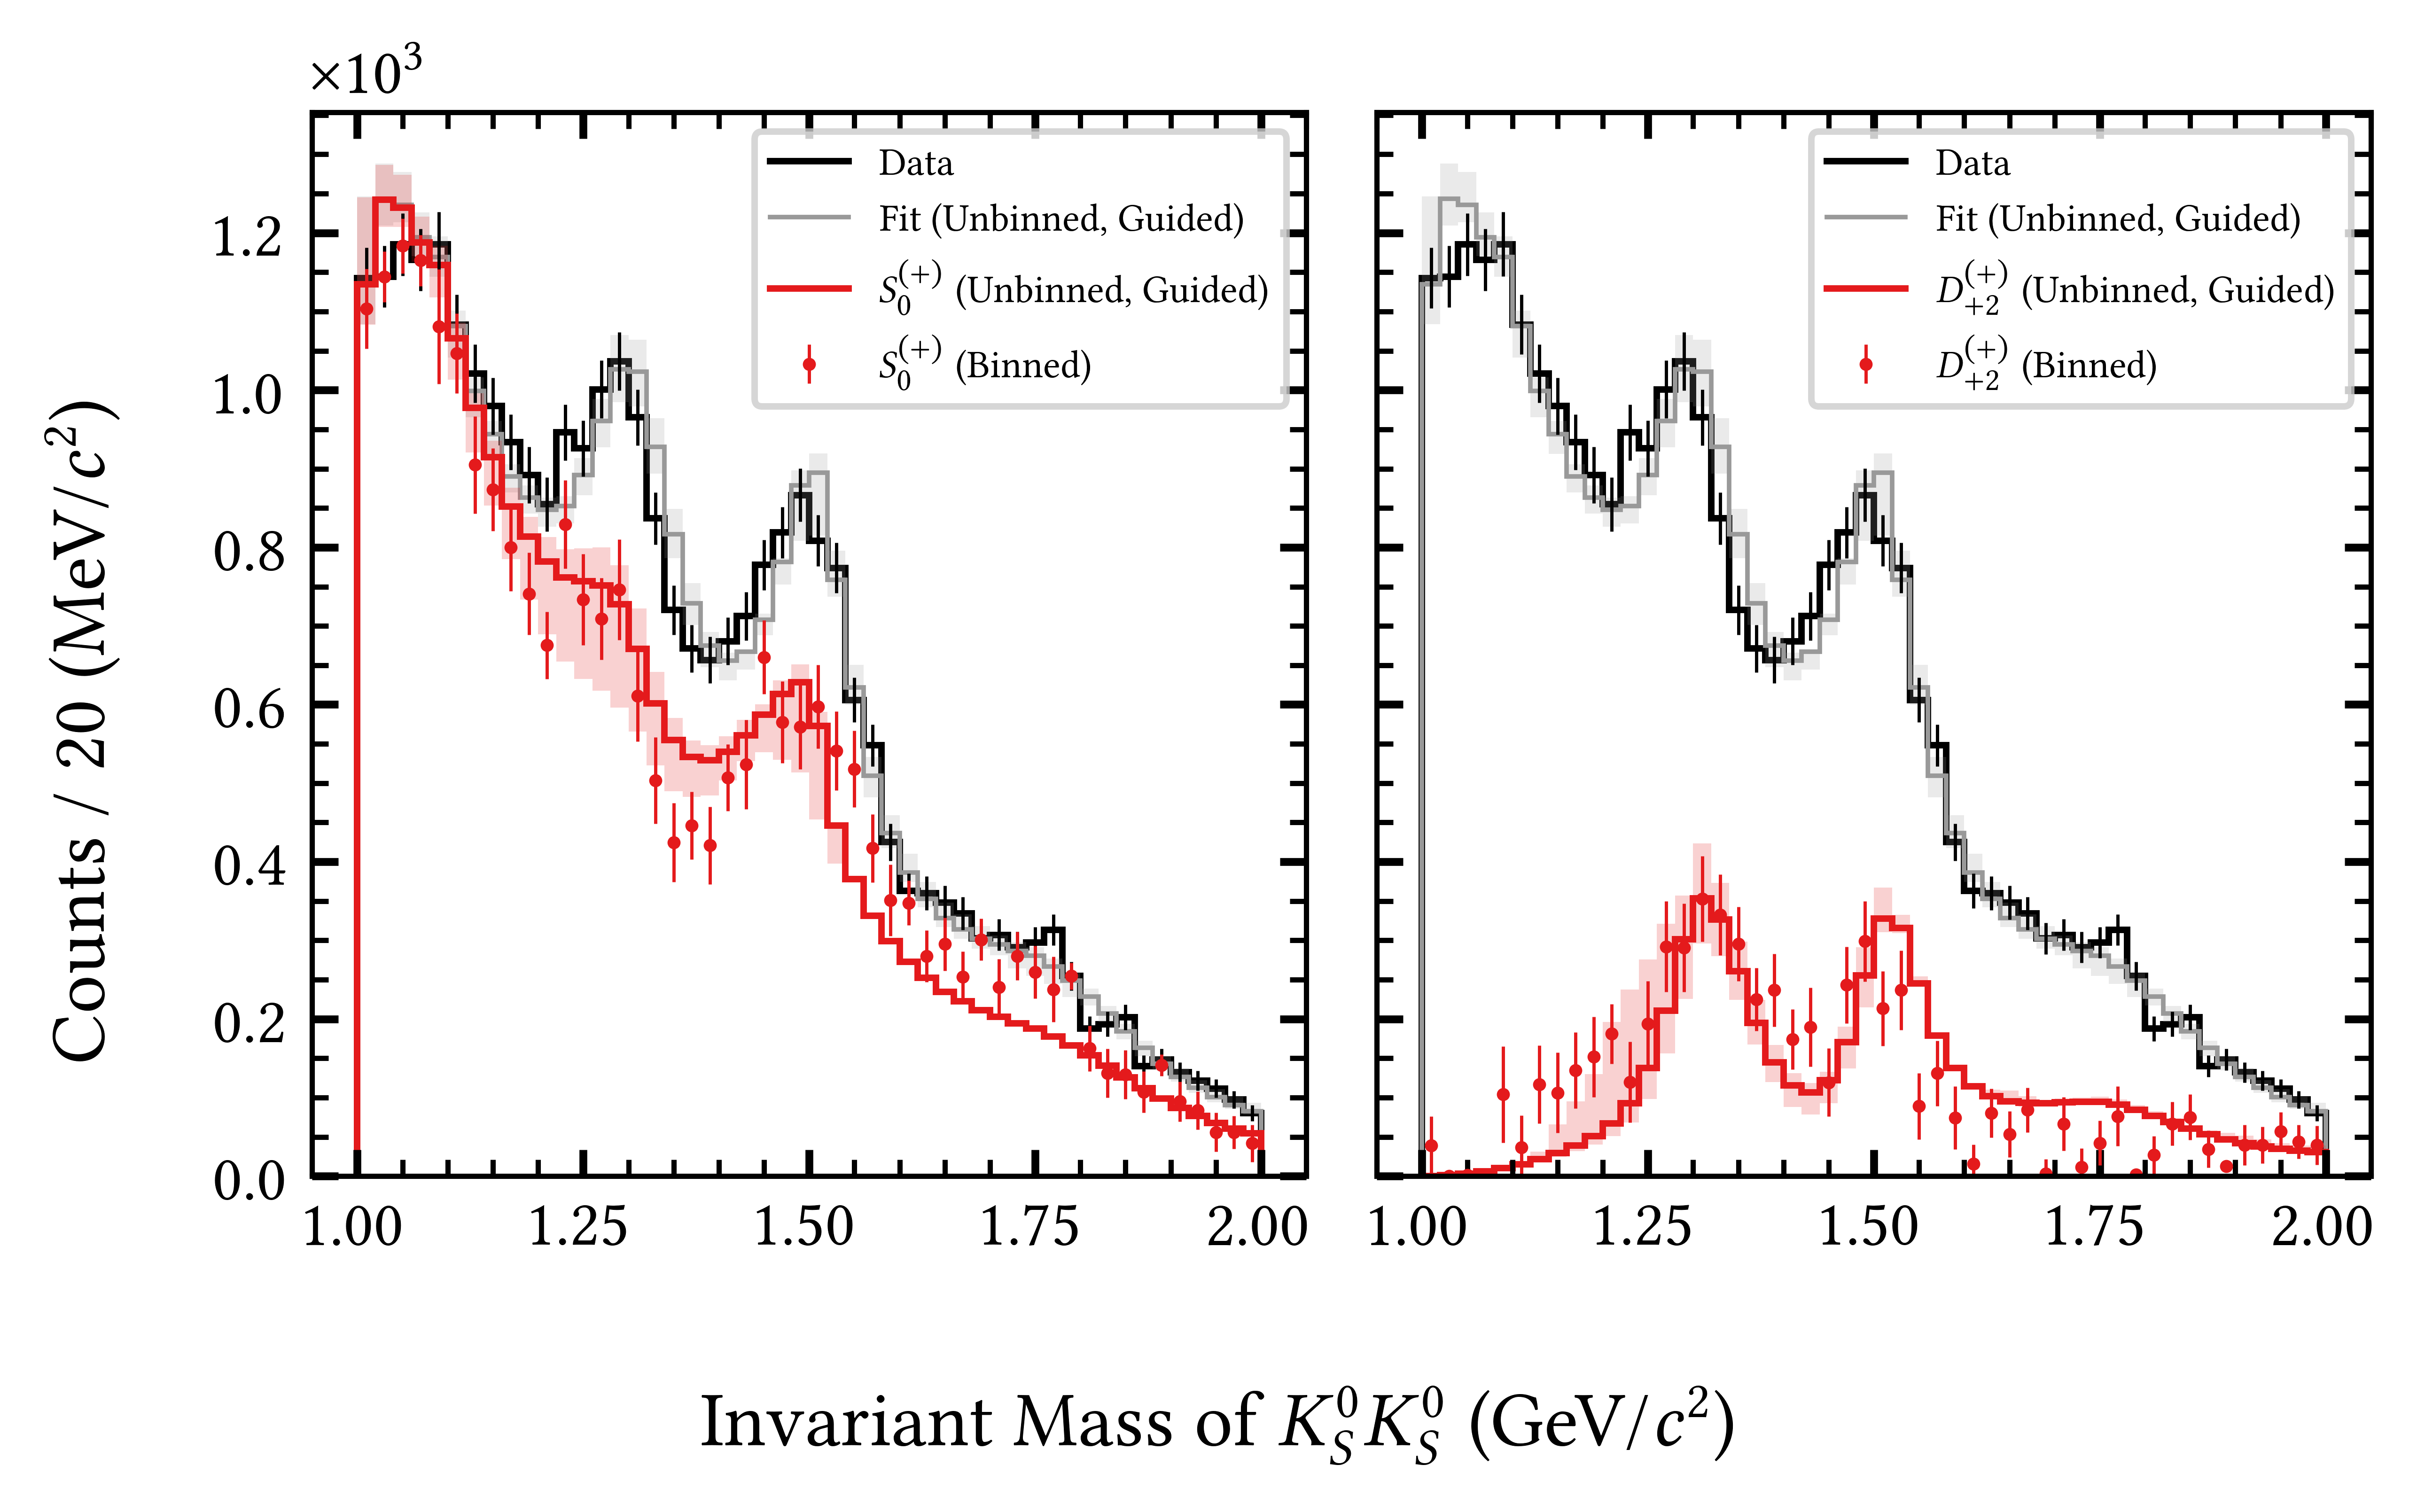 ×10³
Counts / 20 (MeV/c²)
1.2
1.0
0.8
0.6
0.4
0.2
0.0
Data
Fit (Unbinned, Guided)
S₀⁽⁺⁾ (Unbinned, Guided)
S₀⁽⁺⁾ (Binned)
1.00 1.25 1.50 1.75 2.00
Data
Fit (Unbinned, Guided)
D₊₂⁽⁺⁾ (Unbinned, Guided)
D₊₂⁽⁺⁾ (Binned)
1.00 1.25 1.50 1.75 2.00
Invariant Mass of K_S⁰K_S⁰ (GeV/c²)